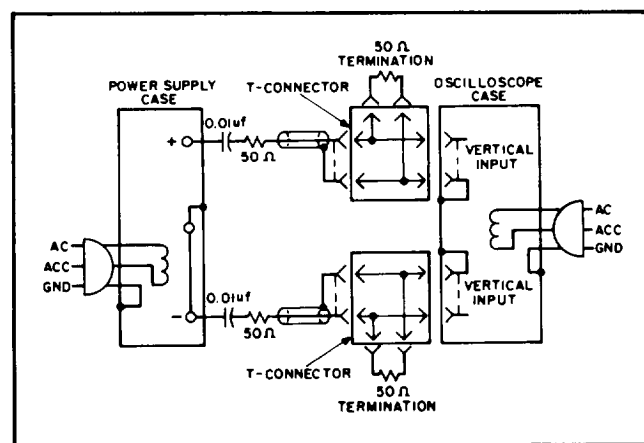 50 Ω
TERMINATION
T-CONNECTOR
POWER SUPPLY
CASE
OSCILLOSCOPE
CASE
0.01uf
+
50 Ω
VERTICAL
INPUT
AC
ACC
GND
AC
ACC
GND
VERTICAL
INPUT
0.01uf
-
50 Ω
T-CONNECTOR
50 Ω
TERMINATION